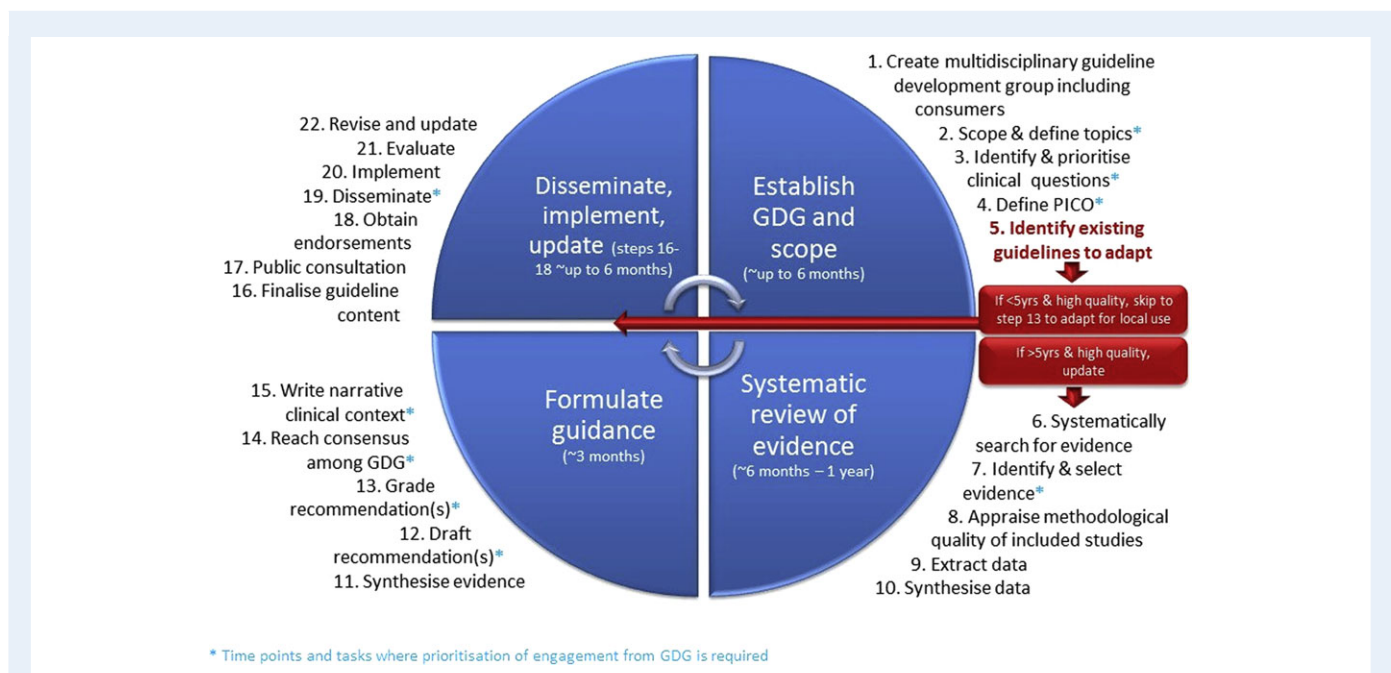 1. Create multidisciplinary guideline
development group including
consumers
2. Scope & define topics*
3. Identify & prioritise
clinical questions*
4. Define PICO*
5. Identify existing
guidelines to adapt
If <5yrs & high quality, skip to
step 13 to adapt for local use
If >5yrs & high quality,
update
6. Systematically
search for evidence
7. Identify & select
evidence*
8. Appraise methodological
quality of included studies
9. Extract data
10. Synthesise data
Establish
GDG and
scope
(~up to 6 months)
Systematic
review of
evidence
(~6 months – 1 year)
Formulate
guidance
(~3 months)
Disseminate,
implement,
update (steps 16-
18 ~up to 6 months)
15. Write narrative
clinical context*
14. Reach consensus
among GDG*
13. Grade
recommendation(s)*
12. Draft
recommendation(s)*
11. Synthesise evidence
22. Revise and update
21. Evaluate
20. Implement
19. Disseminate*
18. Obtain
endorsements
17. Public consultation
16. Finalise guideline
content
* Time points and tasks where prioritisation of engagement from GDG is required